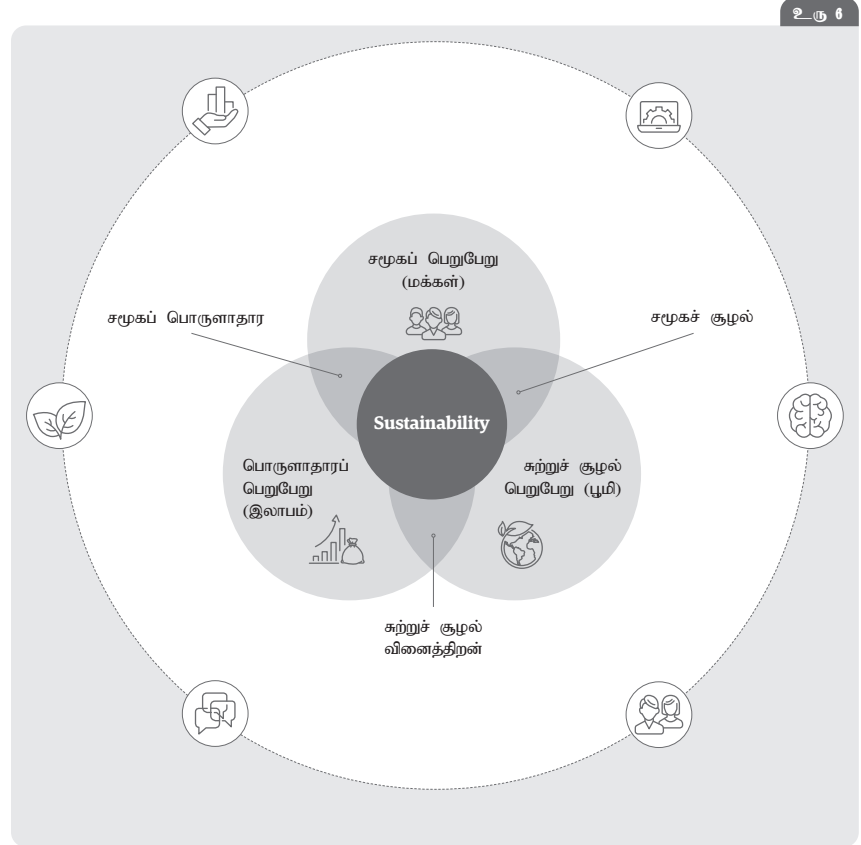 உரு 6
சமூகப் பெறுபேறு
(மக்கள்)
சமூகப் பொருளாதார
சமூகச் சூழல்
Sustainability
பொருளாதாரப்
பெறுபேறு
(இலாபம்)
சுற்றுச் சூழல்
பெறுபேறு (பூமி)
சுற்றுச் சூழல்
வினைத்திறன்